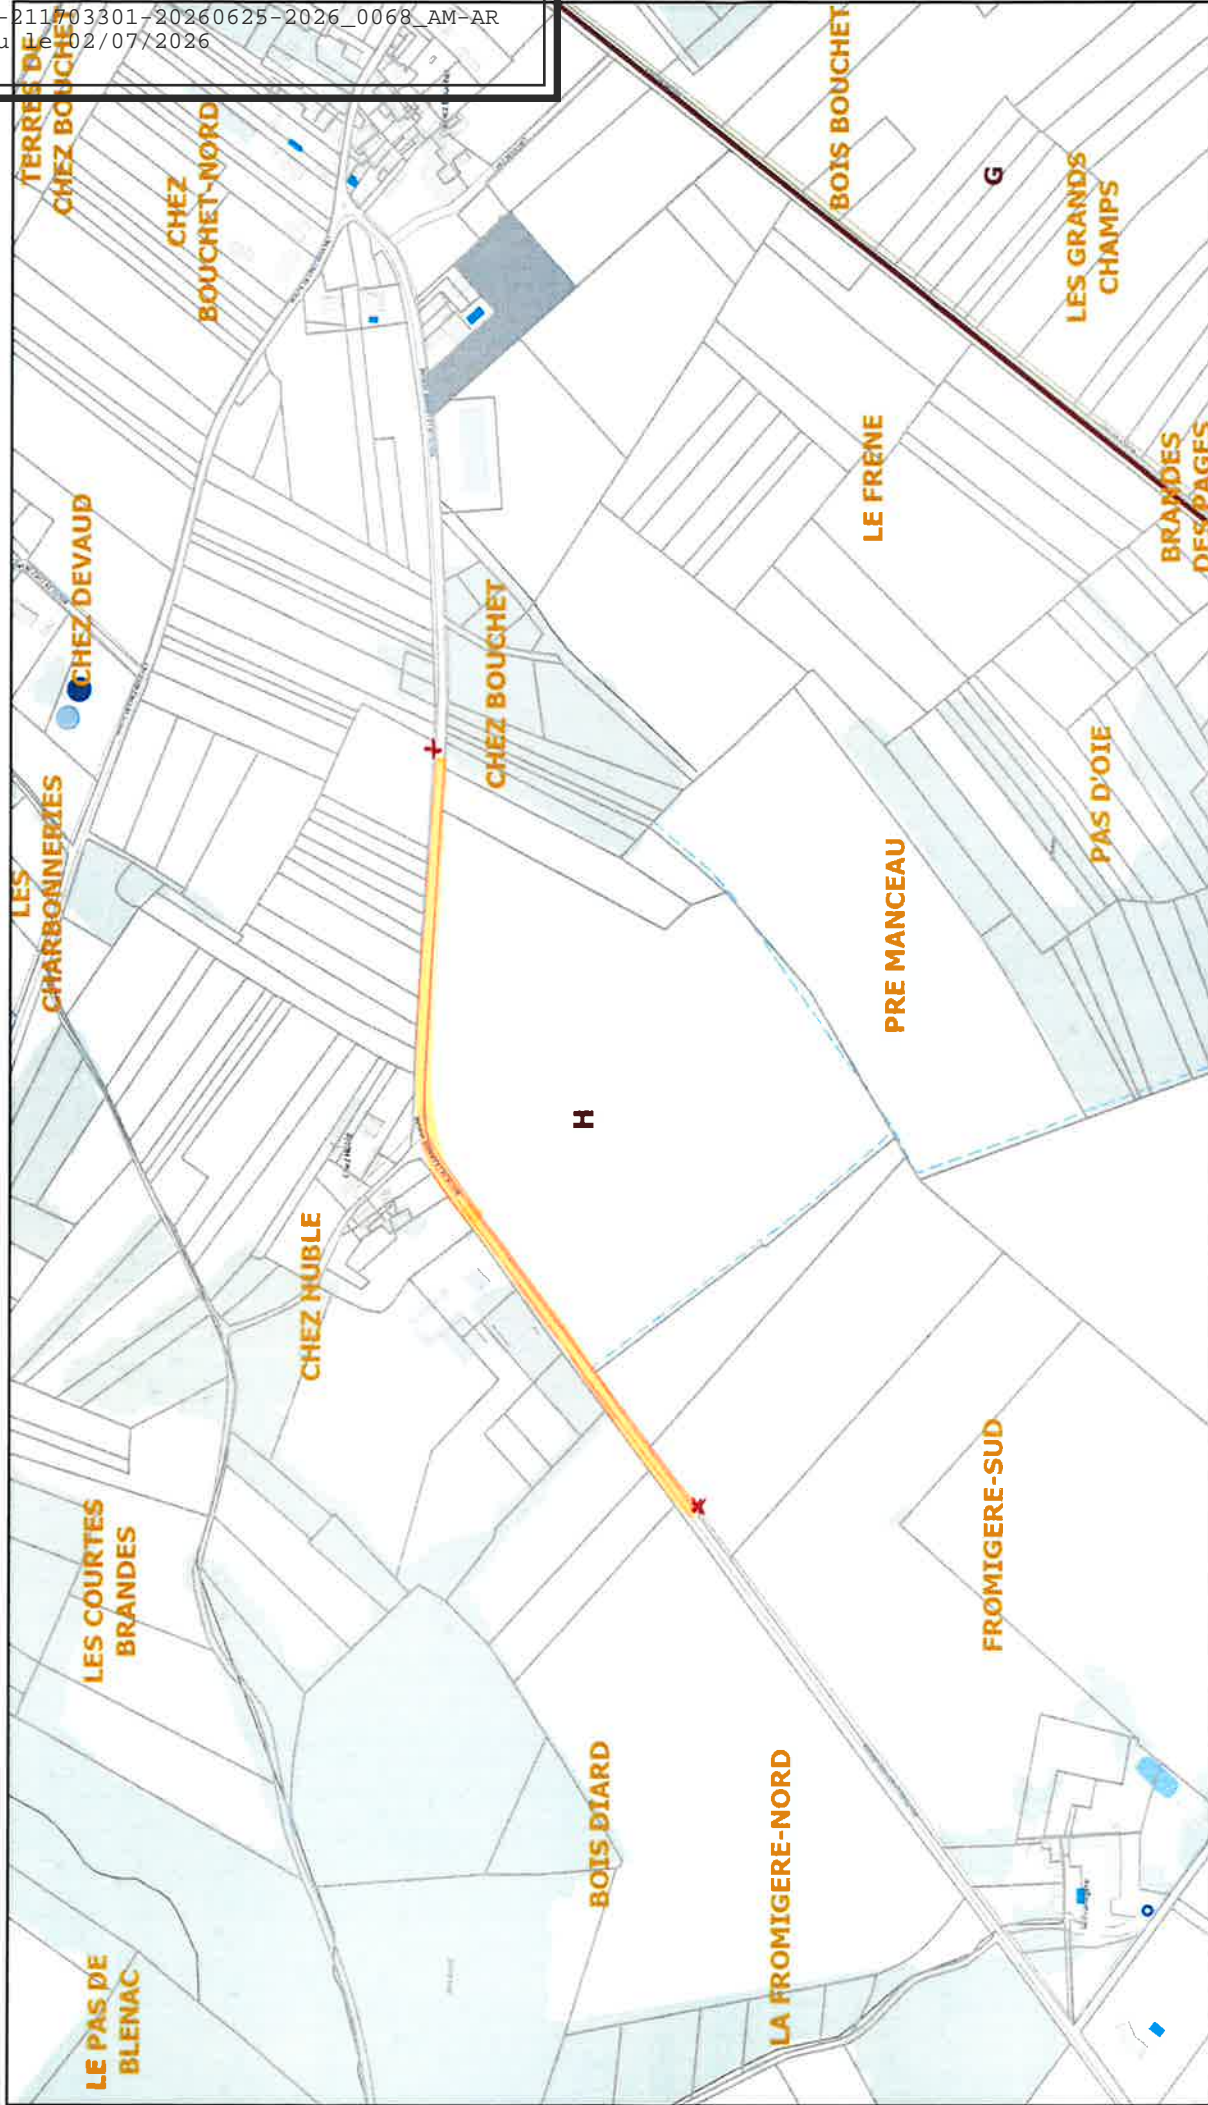 -211703301-20260625-2026_0068_AM-AR
u le 02/07/2026
TERRES DE
CHEZ BOUCHET
CHEZ
BOUCHET-NORD
BOIS BOUCHET
G
LES GRANDS
CHAMPS
CHEZ DEVAUD
LE FRENE
BRANDES
DES PAGES
CHEZ BOUCHET
LES
CHARBONNERIES
PAS D'OIE
PRE MANCEAU
H
CHEZ NUBLE
LES COURTES
BRANDES
FROMIGERE-SUD
BOIS DIARD
LA FROMIGERE-NORD
LE PAS DE
BLENAC